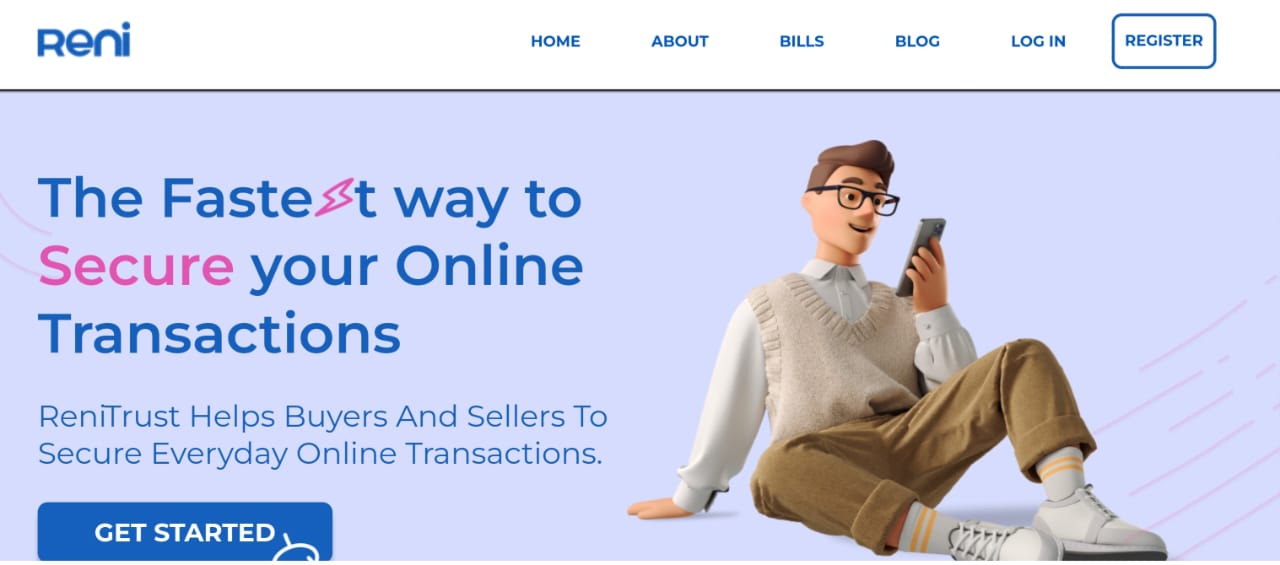 Reni
HOME ABOUT BILLS BLOG LOG IN REGISTER
The Fastest way to
Secure your Online
Transactions
ReniTrust Helps Buyers And Sellers To
Secure Everyday Online Transactions.
GET STARTED